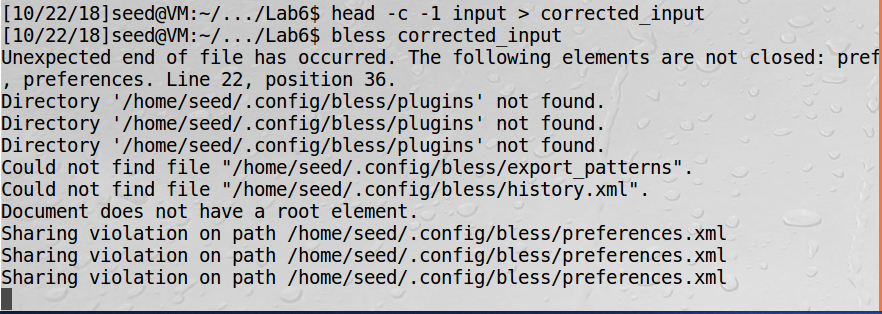 [10/22/18]seed@VM:~/.../Lab6$ head -c -1 input > corrected_input
[10/22/18]seed@VM:~/.../Lab6$ bless corrected_input
Unexpected end of file has occurred. The following elements are not closed: pref
, preferences. Line 22, position 36.
Directory '/home/seed/.config/bless/plugins' not found.
Directory '/home/seed/.config/bless/plugins' not found.
Directory '/home/seed/.config/bless/plugins' not found.
Could not find file "/home/seed/.config/bless/export_patterns".
Could not find file "/home/seed/.config/bless/history.xml".
Document does not have a root element.
Sharing violation on path /home/seed/.config/bless/preferences.xml
Sharing violation on path /home/seed/.config/bless/preferences.xml
Sharing violation on path /home/seed/.config/bless/preferences.xml